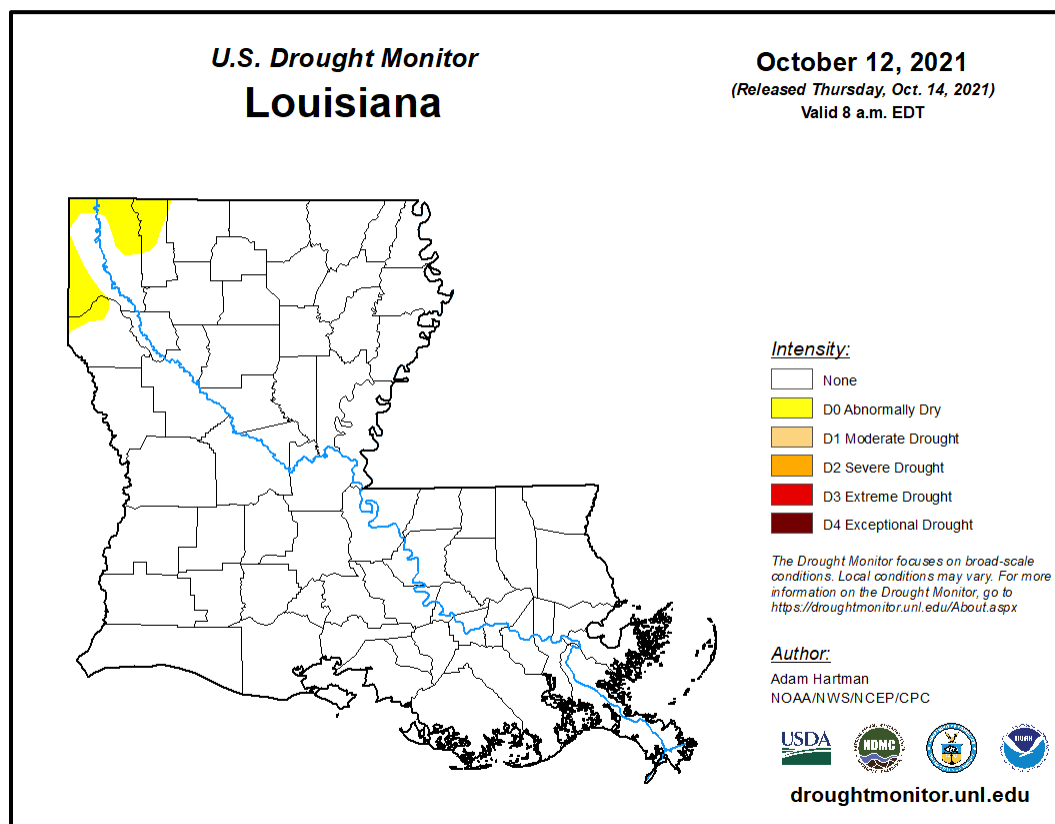 U.S. Drought Monitor
Louisiana
October 12, 2021
(Released Thursday, Oct. 14, 2021)
Valid 8 a.m. EDT
Intensity:
None
D0 Abnormally Dry
D1 Moderate Drought
D2 Severe Drought
D3 Extreme Drought
D4 Exceptional Drought
The Drought Monitor focuses on broad-scale
conditions. Local conditions may vary. For more
information on the Drought Monitor, go to
https://droughtmonitor.unl.edu/About.aspx
Author:
Adam Hartman
NOAA/NWS/NCEP/CPC
USDA
NDMC
NOAA
droughtmonitor.unl.edu